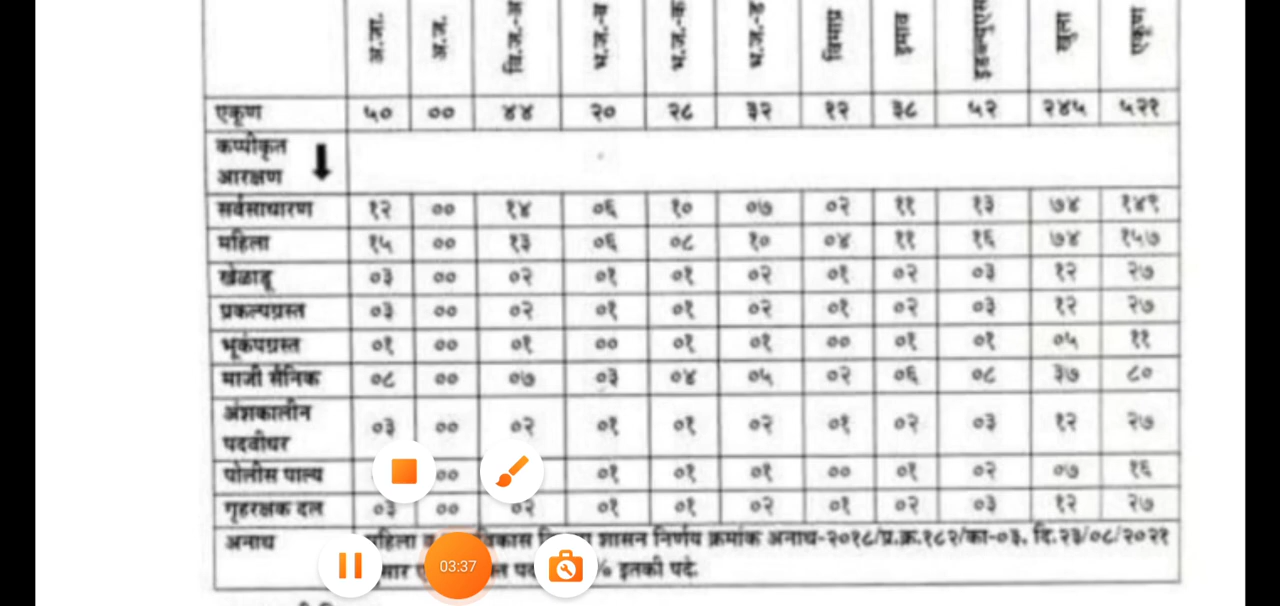 अ.जा. अ.ज. वि.ज.-अ भ.ज.-ब भ.ज.-क भ.ज.-ड विमाप्र इमाव खुला एकूण
एकूण ५० ०० ४४ २० २८ ३२ १२ ३८ ५२ २४५ ५२१
कप्पीकृत
आरक्षण
सर्वसाधारण १२ ०० १४ ०६ १० ०७ ०२ ११ १३ ७४ १४९
महिला १५ ०० १३ ०६ ०८ १० ०४ ११ १६ ७४ १५७
खेळाडू ०३ ०० ०२ ०१ ०१ ०२ ०१ ०२ ०३ १२ २७
प्रकल्पग्रस्त ०३ ०० ०२ ०१ ०१ ०२ ०१ ०२ ०३ १२ २७
भूकंपग्रस्त ०१ ०० ०१ ०० ०१ ०१ ०० ०१ ०१ ०५ ११
माजी सैनिक ०८ ०० ०७ ०३ ०४ ०५ ०२ ०६ ०८ ३७ ८०
अंशकालीन
पदवीधर ०३ ०० ०२ ०१ ०१ ०२ ०१ ०२ ०३ १२ २७
पोलीस पाल्य ०० ०१ ०१ ०१ ०० ०१ ०२ ०७ १६
गृहरक्षक दल ०३ ०० ०२ ०१ ०१ ०२ ०१ ०२ ०३ १२ २७
अनाथ महिला व विकास शासन निर्णय क्रमांक अनाथ-२०१८/प्र.क्र.१८२/का-०३, दि.२३/०८/२०२१
% इतकी पदे.
03:37